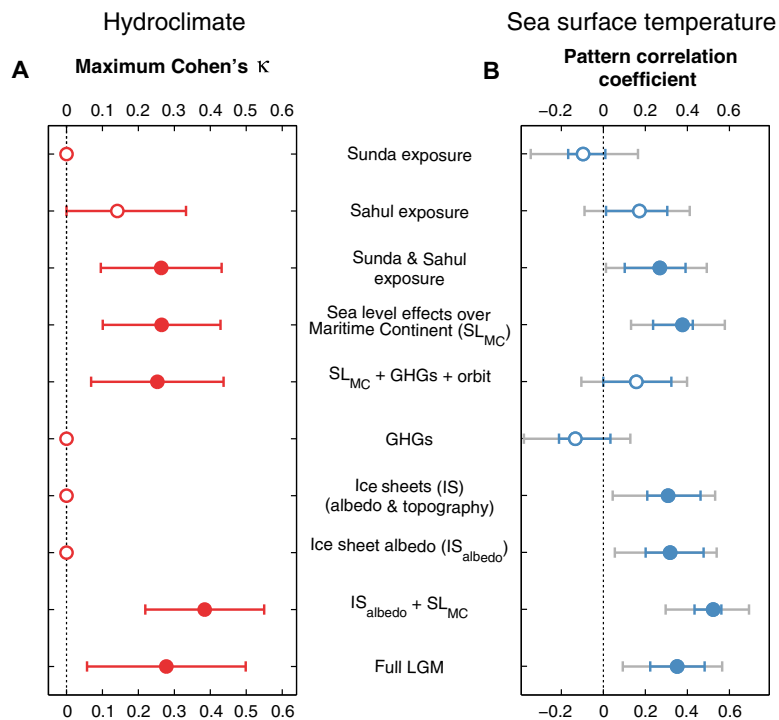 Hydroclimate
Sea surface temperature
A
Maximum Cohen's κ
B
Pattern correlation
coefficient
0 0.1 0.2 0.3 0.4 0.5 0.6
−0.2 0 0.2 0.4 0.6
Sunda exposure
Sahul exposure
Sunda & Sahul
exposure
Sea level effects over
Maritime Continent (SL_MC)
SL_MC + GHGs + orbit
GHGs
Ice sheets (IS)
(albedo & topography)
Ice sheet albedo (IS_albedo)
IS_albedo + SL_MC
Full LGM
0 0.1 0.2 0.3 0.4 0.5 0.6
−0.2 0 0.2 0.4 0.6